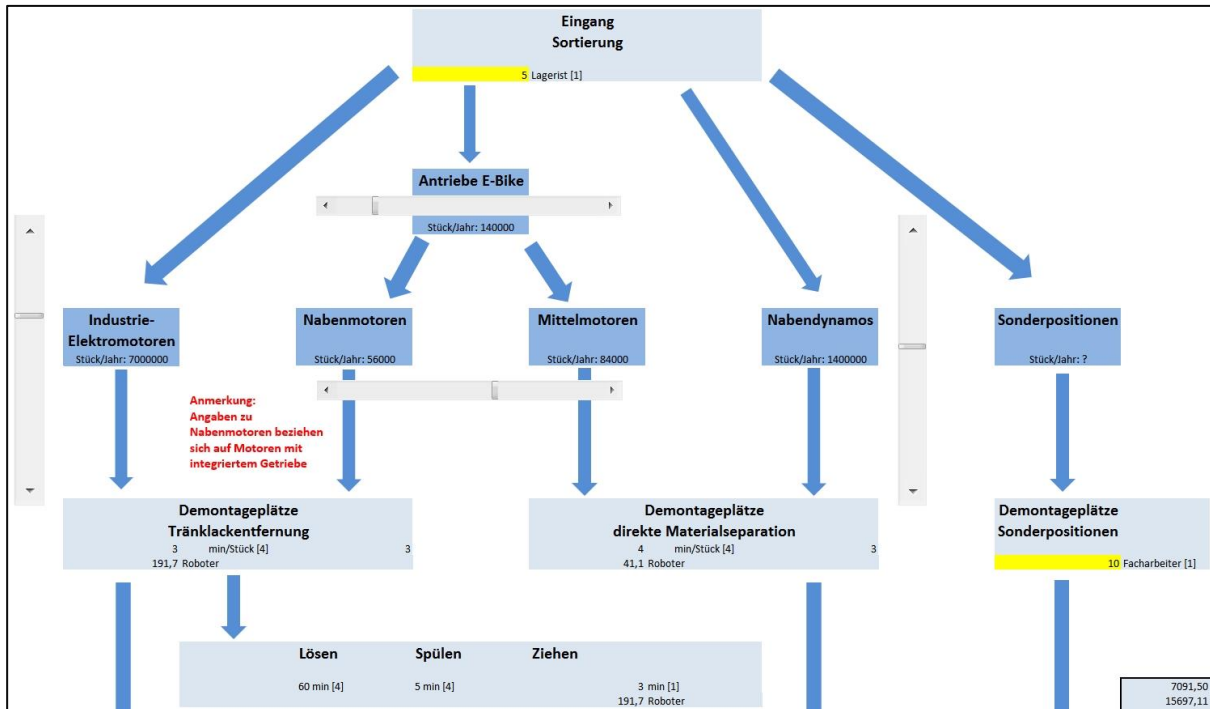 Eingang
Sortierung
5 Lagerist [1]
Antriebe E-Bike
Stück/Jahr: 140000
Industrie-
Elektromotoren
Stück/Jahr: 7000000
Nabenmotoren
Stück/Jahr: 56000
Mittelmotoren
Stück/Jahr: 84000
Nabendynamos
Stück/Jahr: 1400000
Sonderpositionen
Stück/Jahr: ?
Anmerkung:
Angaben zu
Nabenmotoren beziehen
sich auf Motoren mit
integriertem Getriebe
Demontageplätze
Tränklackentfernung
3 min/Stück [4] 3
191,7 Roboter
Demontageplätze
direkte Materialseparation
4 min/Stück [4] 3
41,1 Roboter
Demontageplätze
Sonderpositionen
10 Facharbeiter [1]
Lösen Spülen Ziehen
60 min [4] 5 min [4] 3 min [1]
191,7 Roboter
7091,50
15697,11